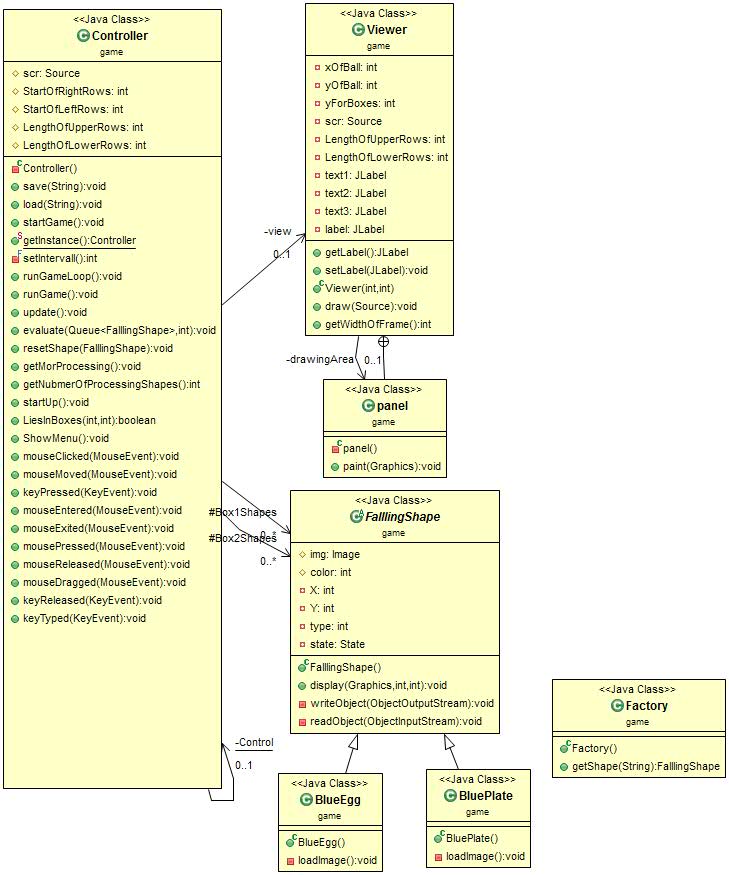 <<Java Class>>
Controller
game
scr: Source
StartOfRightRows: int
StartOfLeftRows: int
LengthOfUpperRows: int
LengthOfLowerRows: int
Controller()
save(String):void
load(String):void
startGame():void
getInstance():Controller
setIntervall():int
runGameLoop():void
runGame():void
update():void
evaluate(Queue<FalllingShape>,int):void
resetShape(FalllingShape):void
getMorProcessing():void
getNubmerOfProcessingShapes():int
startUp():void
LiesInBoxes(int,int):boolean
ShowMenu():void
mouseClicked(MouseEvent):void
mouseMoved(MouseEvent):void
keyPressed(KeyEvent):void
mouseEntered(MouseEvent):void
mouseExited(MouseEvent):void
mousePressed(MouseEvent):void
mouseReleased(MouseEvent):void
mouseDragged(MouseEvent):void
keyReleased(KeyEvent):void
keyTyped(KeyEvent):void
-view
0..1
<<Java Class>>
Viewer
game
xOfBall: int
yOfBall: int
yForBoxes: int
scr: Source
LengthOfUpperRows: int
LengthOfLowerRows: int
text1: JLabel
text2: JLabel
text3: JLabel
label: JLabel
getLabel():JLabel
setLabel(JLabel):void
Viewer(int,int)
draw(Source):void
getWidthOfFrame():int
-drawingArea
0..1
<<Java Class>>
panel
game
panel()
paint(Graphics):void
#Box1Shapes
0..*
#Box2Shapes
0..*
<<Java Class>>
FalllingShape
game
img: Image
color: int
X: int
Y: int
type: int
state: State
FalllingShape()
display(Graphics,int,int):void
writeObject(ObjectOutputStream):void
readObject(ObjectInputStream):void
-Control
0..1
<<Java Class>>
BlueEgg
game
BlueEgg()
loadImage():void
<<Java Class>>
BluePlate
game
BluePlate()
loadImage():void
<<Java Class>>
Factory
game
Factory()
getShape(String):FalllingShape